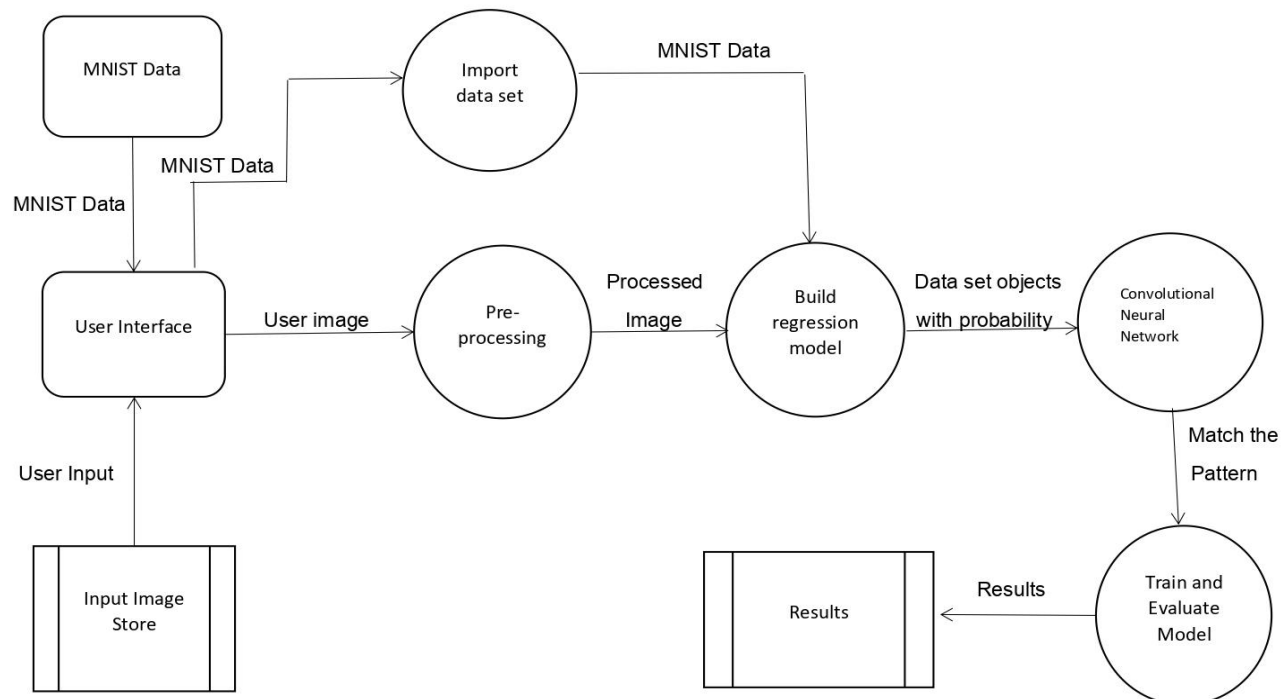 MNIST Data
Import
data set
MNIST Data
MNIST Data
MNIST Data
User Interface
User image
Pre-
processing
Processed
Image
Build
regression
model
Data set objects
with probability
Convolutional
Neural
Network
Match the
Pattern
User Input
Input Image
Store
Results
Results
Train and
Evaluate
Model